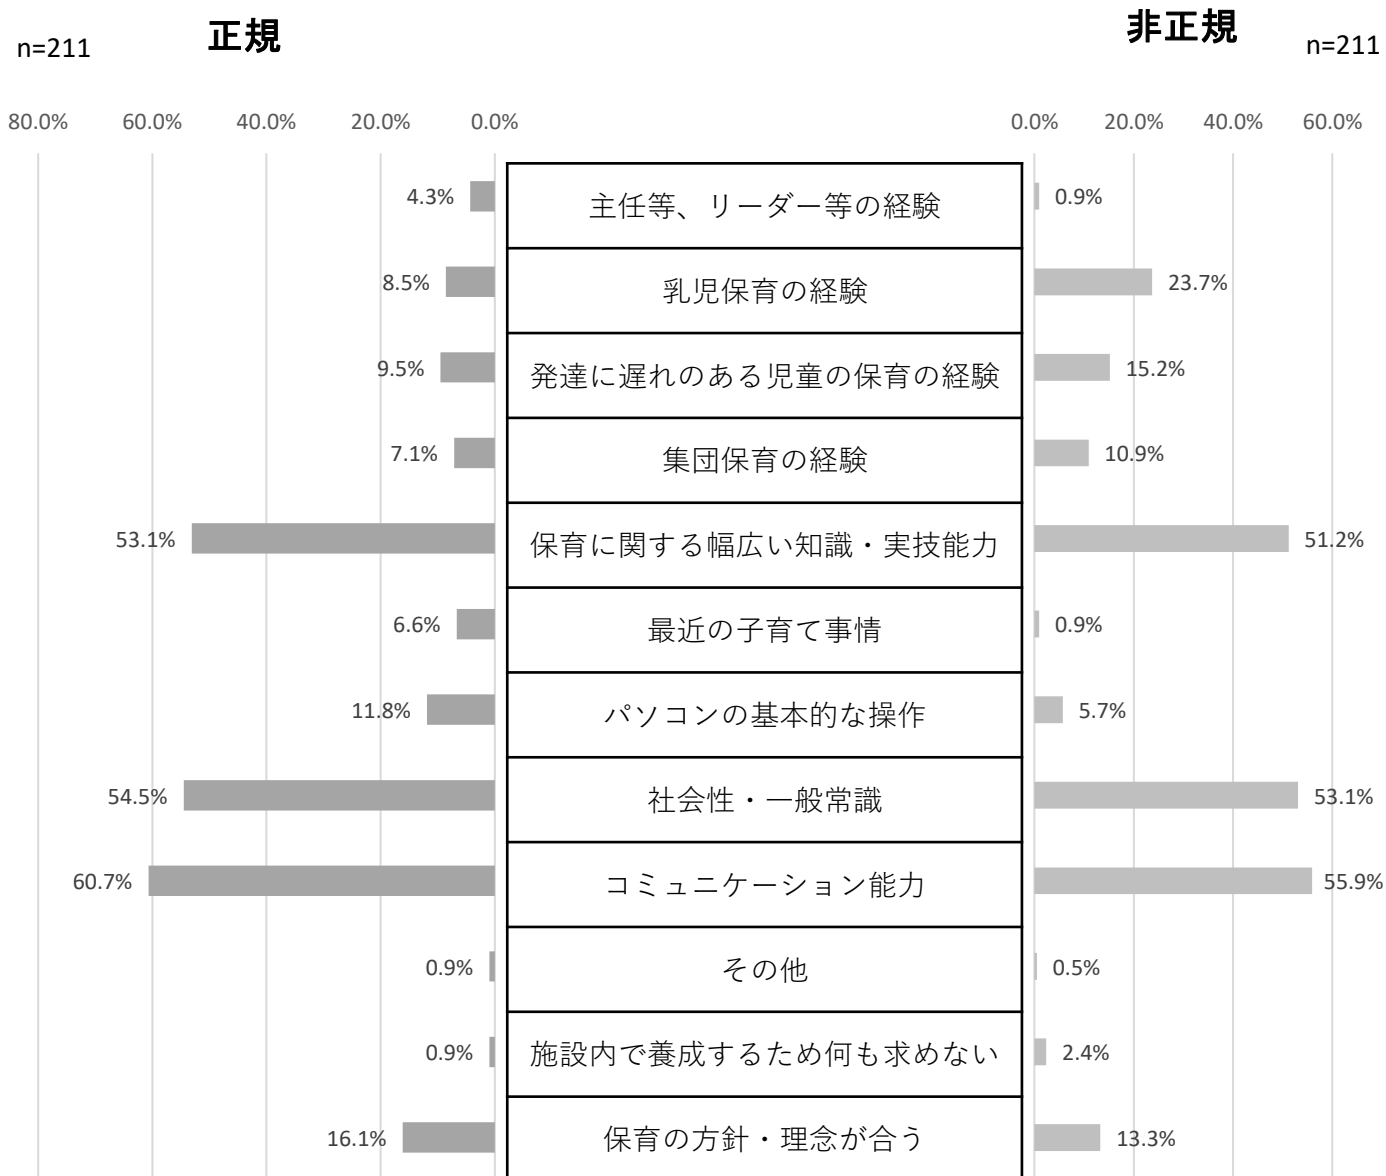 正規
非正規
n=211
n=211
80.0% 60.0% 40.0% 20.0% 0.0%
0.0% 20.0% 40.0% 60.0%
4.3% 主任等、リーダー等の経験 0.9%
8.5% 乳児保育の経験 23.7%
9.5% 発達に遅れのある児童の保育の経験 15.2%
7.1% 集団保育の経験 10.9%
53.1% 保育に関する幅広い知識・実技能力 51.2%
6.6% 最近の子育て事情 0.9%
11.8% パソコンの基本的な操作 5.7%
54.5% 社会性・一般常識 53.1%
60.7% コミュニケーション能力 55.9%
0.9% その他 0.5%
0.9% 施設内で養成するため何も求めない 2.4%
16.1% 保育の方針・理念が合う 13.3%